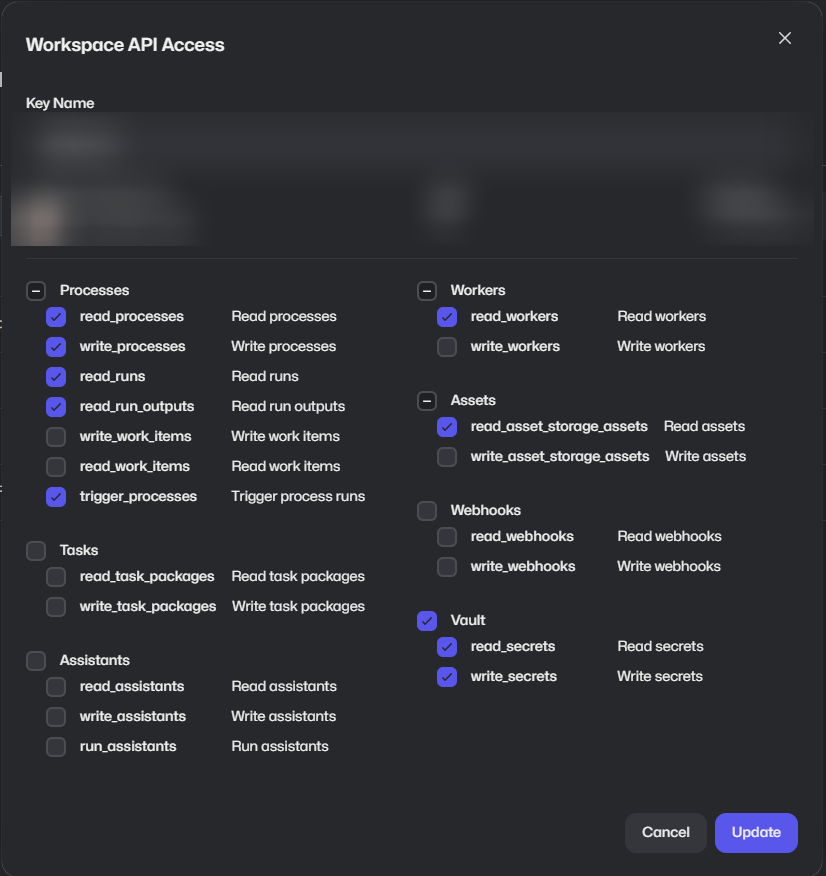 Workspace API Access
Key Name
Processes
read_processes Read processes
write_processes Write processes
read_runs Read runs
read_run_outputs Read run outputs
write_work_items Write work items
read_work_items Read work items
trigger_processes Trigger process runs
Tasks
read_task_packages Read task packages
write_task_packages Write task packages
Assistants
read_assistants Read assistants
write_assistants Write assistants
run_assistants Run assistants
Workers
read_workers Read workers
write_workers Write workers
Assets
read_asset_storage_assets Read assets
write_asset_storage_assets Write assets
Webhooks
read_webhooks Read webhooks
write_webhooks Write webhooks
Vault
read_secrets Read secrets
write_secrets Write secrets
Cancel Update